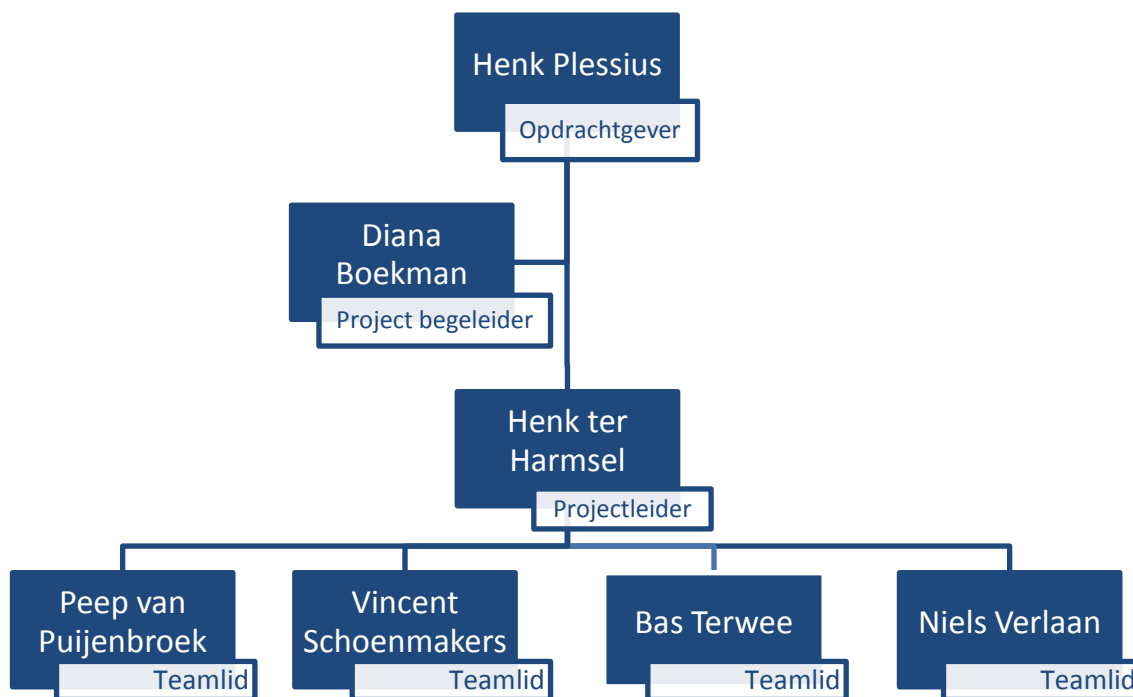 Henk Plessius
Opdrachtgever
Diana
Boekman
Project begeleider
Henk ter
Harmsel
Projectleider
Peep van
Puijenbroek
Teamlid
Vincent
Schoenmakers
Teamlid
Bas Terwee
Teamlid
Niels Verlaan
Teamlid